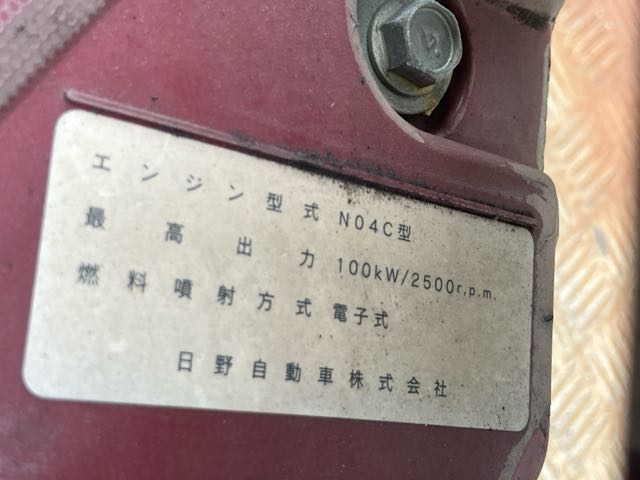 エンジン型式 N04C型
最高出力 100kW/2500r.p.m.
燃料噴射方式 電子式
日野自動車株式会社